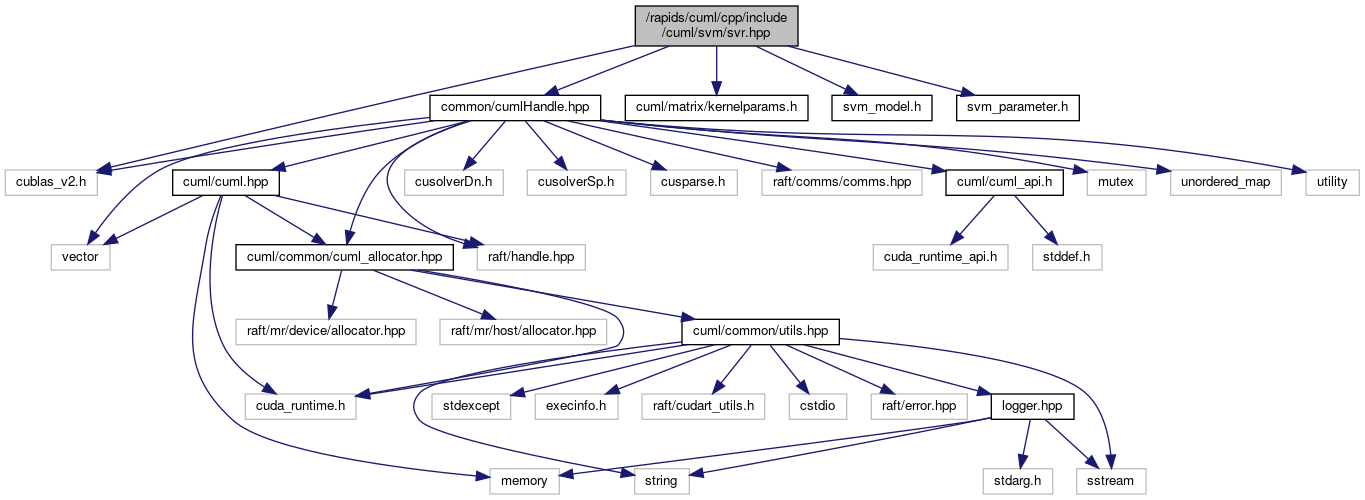 /rapids/cuml/cpp/include
/cuml/svm/svr.hpp
common/cumlHandle.hpp
cuml/matrix/kernelparams.h
svm_model.h
svm_parameter.h
cublas_v2.h
cuml/cuml.hpp
cusolverDn.h
cusolverSp.h
cusparse.h
raft/comms/comms.hpp
cuml/cuml_api.h
mutex
unordered_map
utility
vector
cuml/common/cuml_allocator.hpp
raft/handle.hpp
cuda_runtime_api.h
stddef.h
raft/mr/device/allocator.hpp
raft/mr/host/allocator.hpp
cuml/common/utils.hpp
cuda_runtime.h
stdexcept
execinfo.h
raft/cudart_utils.h
cstdio
raft/error.hpp
logger.hpp
memory
string
stdarg.h
sstream